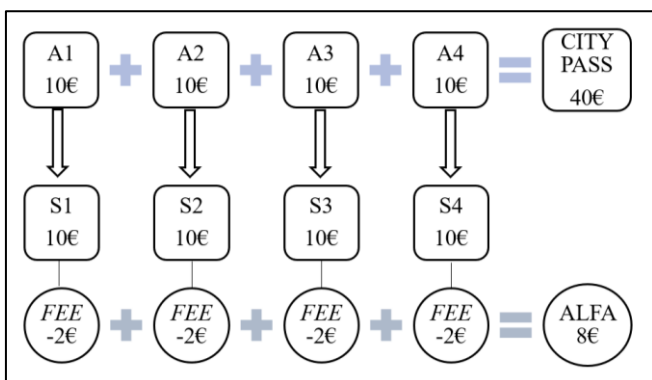 A1 + A2 + A3 + A4 = CITY
PASS
10€ 10€ 10€ 10€ 40€
S1 S2 S3 S4
10€ 10€ 10€ 10€
FEE + FEE + FEE + FEE = ALFA
-2€ -2€ -2€ -2€ 8€